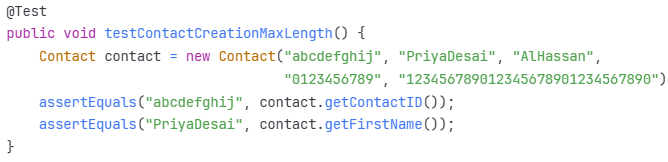 @Test
public void testContactCreationMaxLength() {
    Contact contact = new Contact("abcdefghij", "PriyaDesai", "AlHassan",
                                  "0123456789", "123456789012345678901234567890")
    assertEquals("abcdefghij", contact.getContactID());
    assertEquals("PriyaDesai", contact.getFirstName());
}